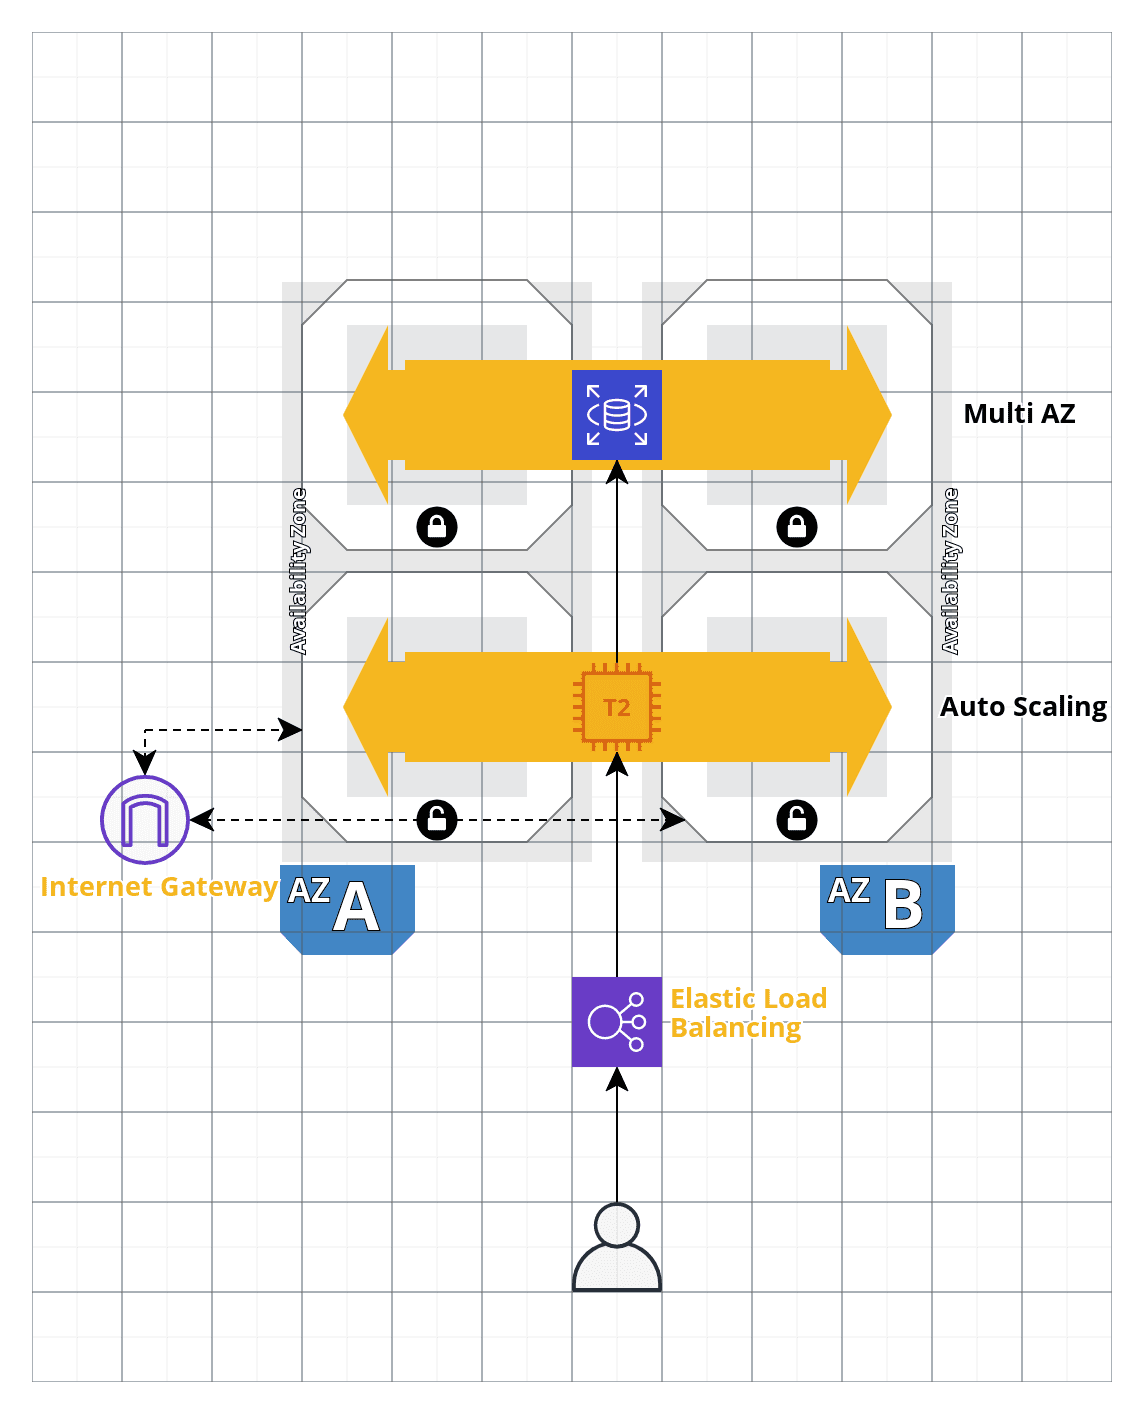 Multi AZ
Availability Zone
Availability Zone
T2
Auto Scaling
Internet Gateway
AZ A
AZ B
Elastic Load
Balancing